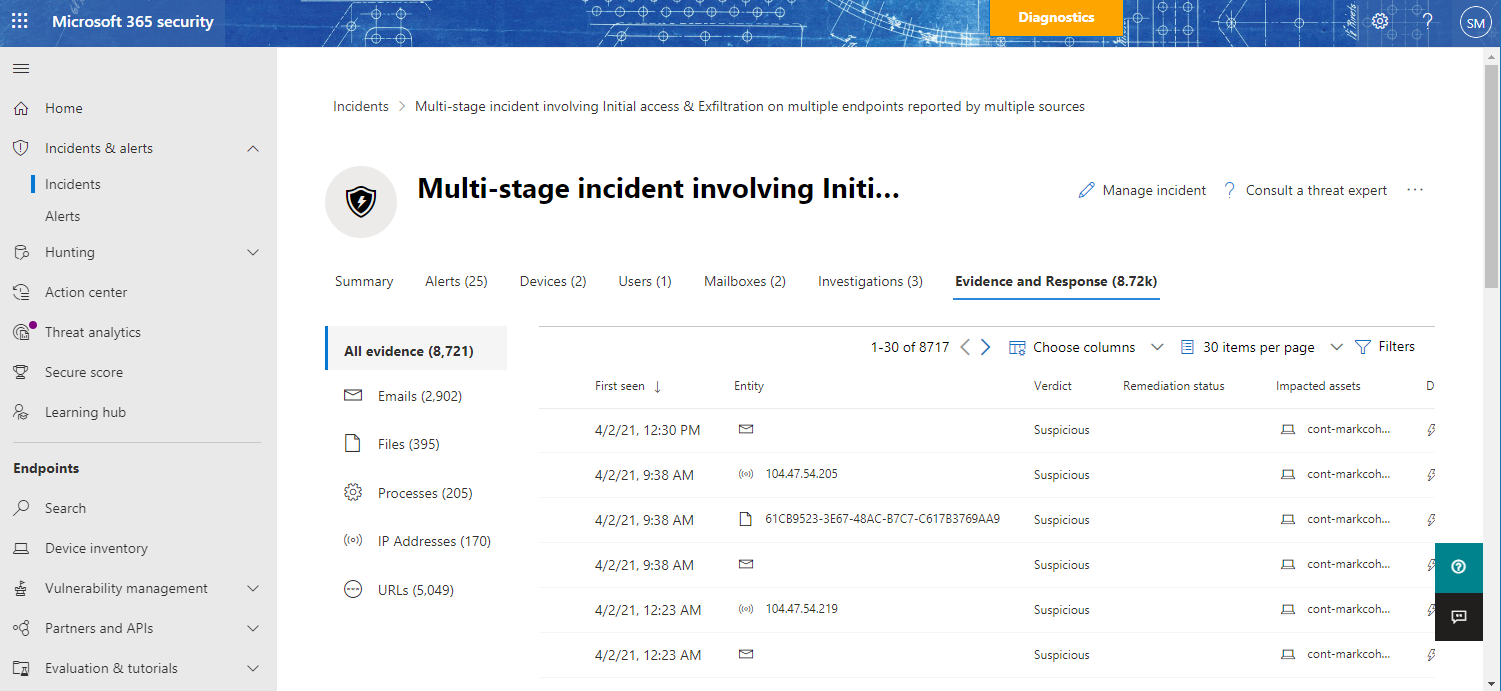 Microsoft 365 security
Diagnostics
?
SM
Home
Incidents & alerts
Incidents
Alerts
Hunting
Action center
Threat analytics
Secure score
Learning hub
Endpoints
Search
Device inventory
Vulnerability management
Partners and APIs
Evaluation & tutorials
Incidents > Multi-stage incident involving Initial access & Exfiltration on multiple endpoints reported by multiple sources
Multi-stage incident involving Initi...
Manage incident ? Consult a threat expert ...
Summary Alerts (25) Devices (2) Users (1) Mailboxes (2) Investigations (3) Evidence and Response (8.72k)
All evidence (8,721)
Emails (2,902)
Files (395)
Processes (205)
IP Addresses (170)
URLs (5,049)
1-30 of 8717 Choose columns 30 items per page Filters
First seen ↓ Entity Verdict Remediation status Impacted assets D
4/2/21, 12:30 PM Suspicious cont-markcoh...
4/2/21, 9:38 AM 104.47.54.205 Suspicious cont-markcoh...
4/2/21, 9:38 AM 61CB9523-3E67-48AC-B7C7-C617B3769AA9 Suspicious cont-markcoh...
4/2/21, 9:38 AM Suspicious cont-markcoh...
4/2/21, 12:23 AM 104.47.54.219 Suspicious cont-markcoh...
4/2/21, 12:23 AM Suspicious cont-markcoh...